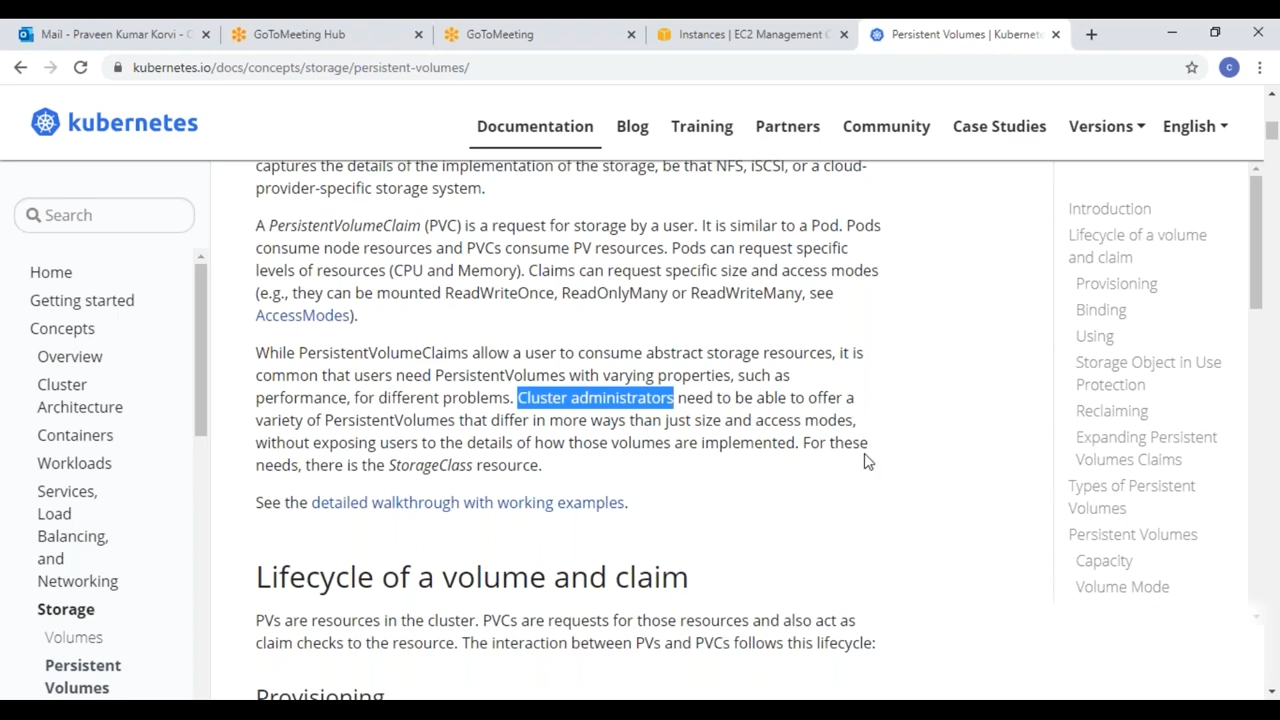 Mail - Praveen Kumar Korvi -
GoToMeeting Hub
GoToMeeting
Instances | EC2 Management
Persistent Volumes | Kubernete
kubernetes.io/docs/concepts/storage/persistent-volumes/
C
kubernetes
Documentation
Blog
Training
Partners
Community
Case Studies
Versions
English
Search
Home
Getting started
Concepts
Overview
Cluster
Architecture
Containers
Workloads
Services,
Load
Balancing,
and
Networking
Storage
Volumes
Persistent
Volumes
captures the details of the implementation of the storage, be that NFS, iSCSI, or a cloud-
provider-specific storage system.
A PersistentVolumeClaim (PVC) is a request for storage by a user. It is similar to a Pod. Pods
consume node resources and PVCs consume PV resources. Pods can request specific
levels of resources (CPU and Memory). Claims can request specific size and access modes
(e.g., they can be mounted ReadWriteOnce, ReadOnlyMany or ReadWriteMany, see
AccessModes).
While PersistentVolumeClaims allow a user to consume abstract storage resources, it is
common that users need PersistentVolumes with varying properties, such as
performance, for different problems. Cluster administrators need to be able to offer a
variety of PersistentVolumes that differ in more ways than just size and access modes,
without exposing users to the details of how those volumes are implemented. For these
needs, there is the StorageClass resource.
See the detailed walkthrough with working examples.
Lifecycle of a volume and claim
PVs are resources in the cluster. PVCs are requests for those resources and also act as
claim checks to the resource. The interaction between PVs and PVCs follows this lifecycle:
Provisioning
Introduction
Lifecycle of a volume
and claim
Provisioning
Binding
Using
Storage Object in Use
Protection
Reclaiming
Expanding Persistent
Volumes Claims
Types of Persistent
Volumes
Persistent Volumes
Capacity
Volume Mode